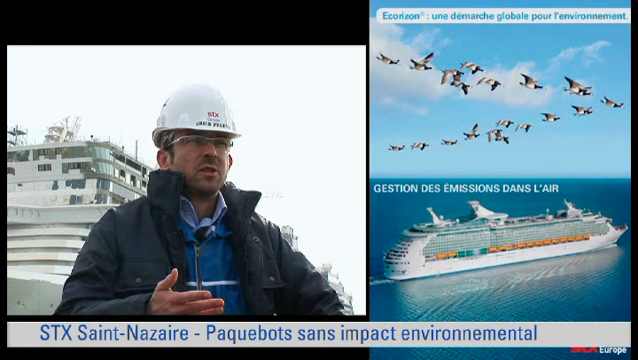 Ecorizon® : une démarche globale pour l'environnement.
stx
GESTION DES ÉMISSIONS DANS L'AIR
STX Saint-Nazaire - Paquebots sans impact environnemental
STX Europe